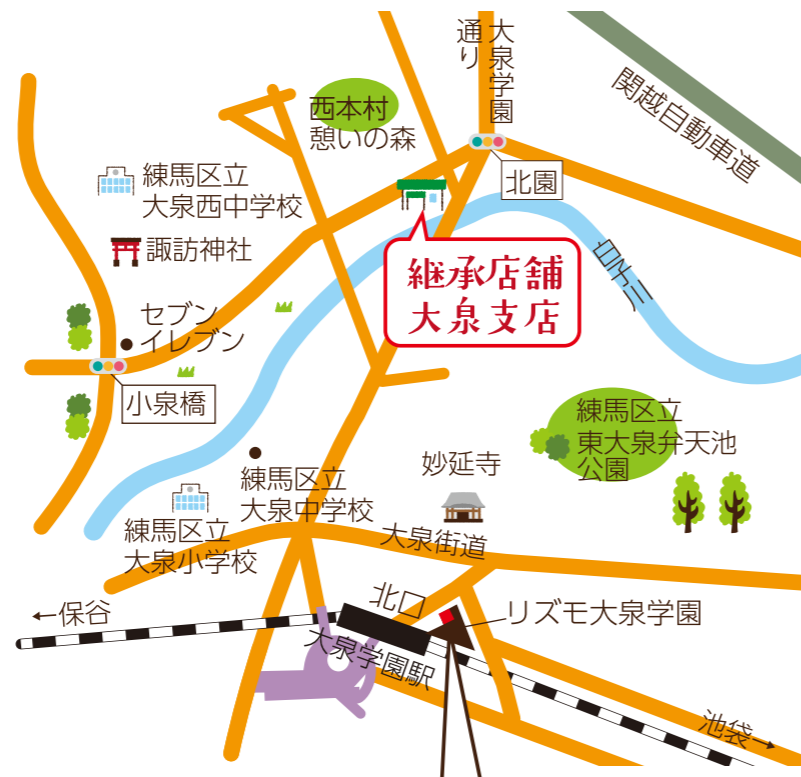 大泉学園
通り
関越自動車道
西本村
憩いの森
北園
練馬区立
大泉西中学校
諏訪神社
継承店舗
大泉支店
白子川
セブン
イレブン
小泉橋
練馬区立
東大泉弁天池
公園
妙延寺
練馬区立
大泉中学校
練馬区立
大泉小学校
大泉街道
←保谷
北口
リズモ大泉学園
大泉学園駅
池袋→